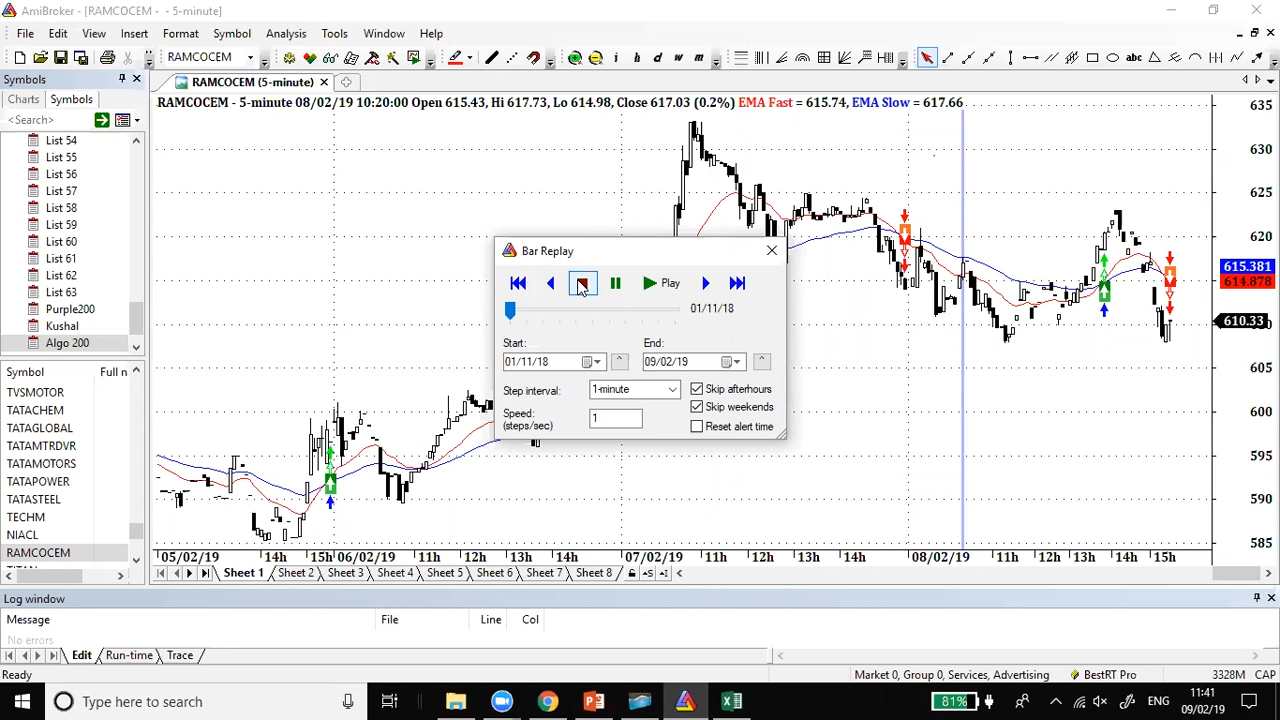 AmiBroker - [RAMCOCEM -  - 5-minute]
File Edit View Insert Format Symbol Analysis Tools Window Help
RAMCOCEM
abc
Symbols
RAMCOCEM (5-minute)
Charts Symbols
<Search>
List 54
List 55
List 56
List 57
List 58
List 59
List 60
List 61
List 62
List 63
Purple200
Kushal
Algo 200
Symbol Full n
TVSMOTOR
TATACHEM
TATAGLOBAL
TATAMTRDVR
TATAMOTORS
TATAPOWER
TATASTEEL
TECHM
NIACL
RAMCOCEM
RAMCOCEM - 5-minute 08/02/19 10:20:00 Open 615.43, Hi 617.73, Lo 614.98, Close 617.03 (0.2%) EMA Fast = 615.74, EMA Slow = 617.66
635
630
625
620
615.381
614.878
610.33
605
600
595
590
585
Bar Replay
Play
01/11/18
Start: End:
01/11/18 09/02/19
Step interval: 1-minute
Skip afterhours
Skip weekends
Speed:
(steps/sec)
1
Reset alert time
05/02/19 14h 15h 06/02/19 11h 12h 13h 14h 07/02/19 11h 12h 13h 14h 08/02/19 11h 12h 13h 14h 15h
Sheet 1 Sheet 2 Sheet 3 Sheet 4 Sheet 5 Sheet 6 Sheet 7 Sheet 8
Log window
Message File Line Col
No errors
Edit Run-time Trace
Ready Market 0, Group 0, Services, Advertising BestRT Pro 3328M CAP
Type here to search
81%
ENG
11:41
09/02/19